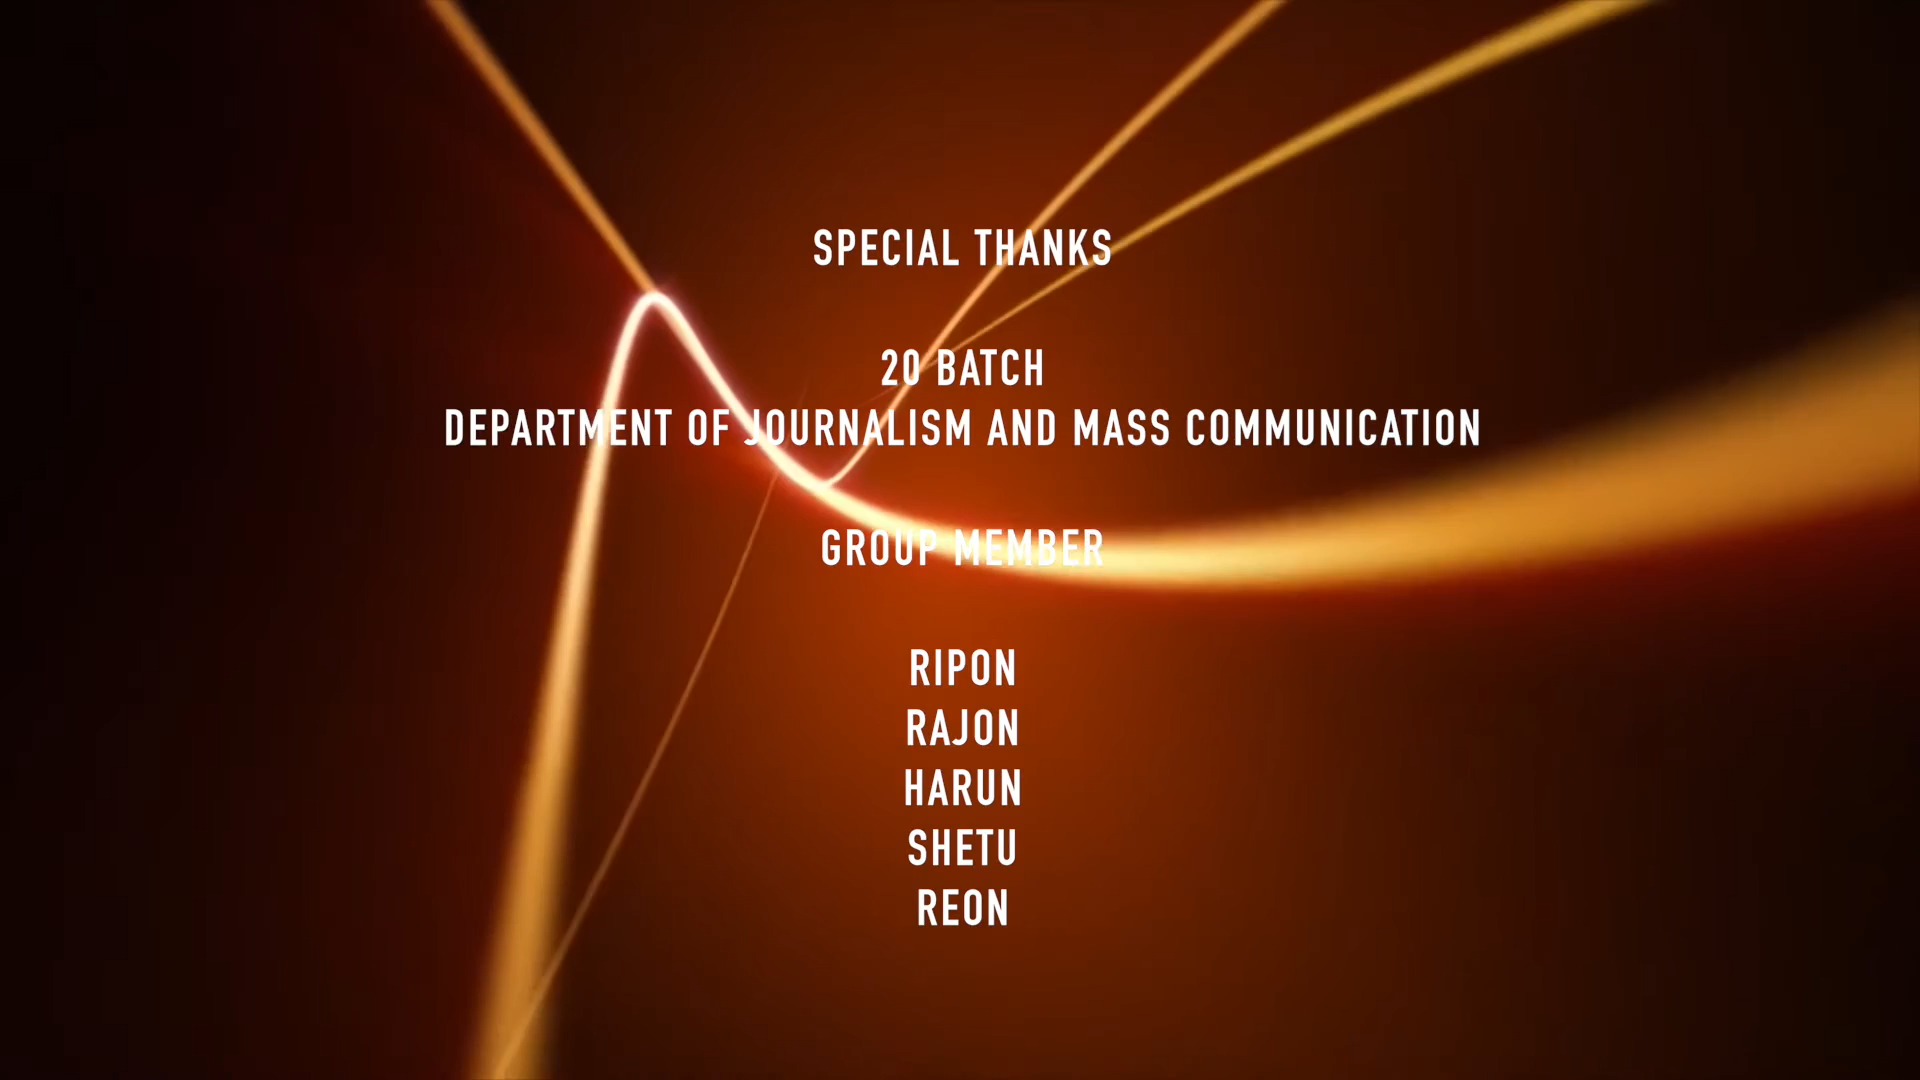 SPECIAL THANKS
20 BATCH
DEPARTMENT OF JOURNALISM AND MASS COMMUNICATION
GROUP MEMBER
RIPON
RAJON
HARUN
SHETU
REON